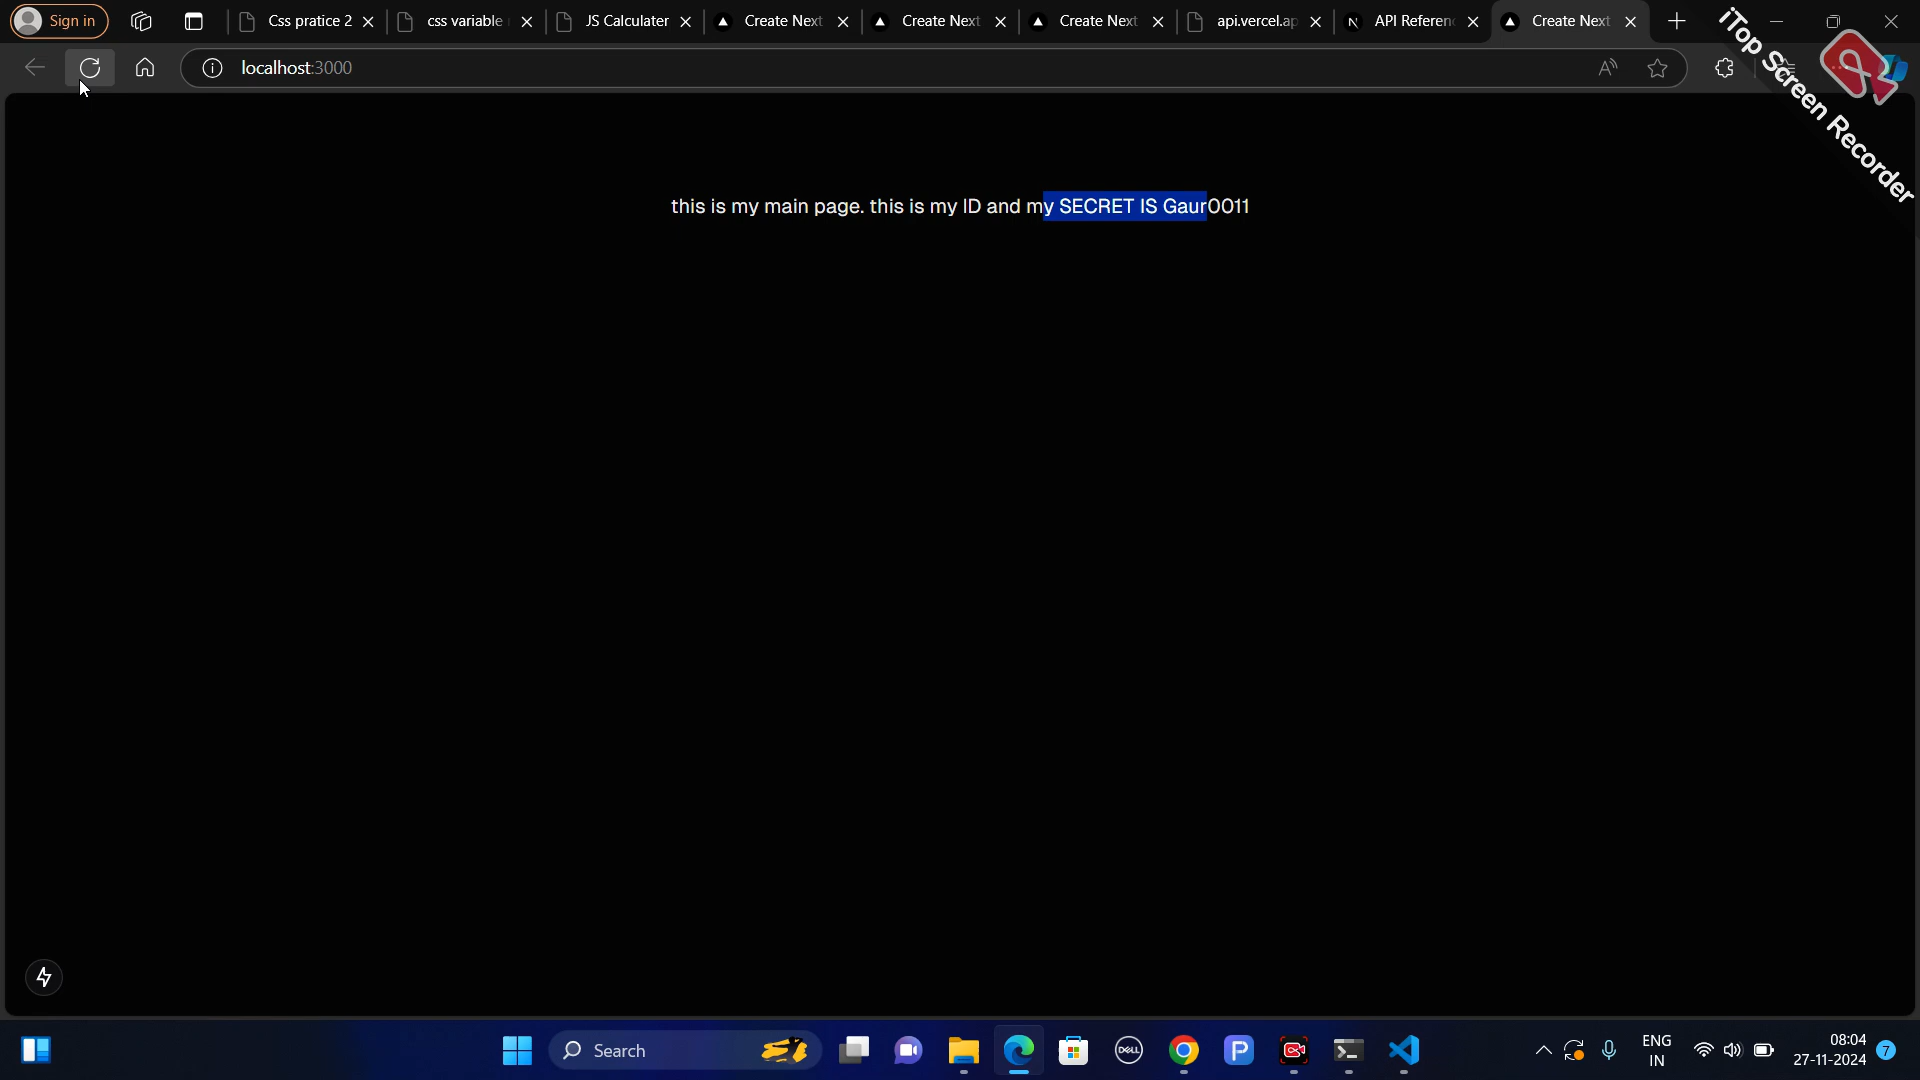 Sign in
Css pratice 2
css variable
JS Calculater
Create Next
Create Next
Create Next
api.vercel.ap
API Referen
Create Next
localhost:3000
iTop Screen Recorder
this is my main page. this is my ID and my SECRET IS Gaur0011
Search
DELL
P
ENG
IN
08:04
27-11-2024
7